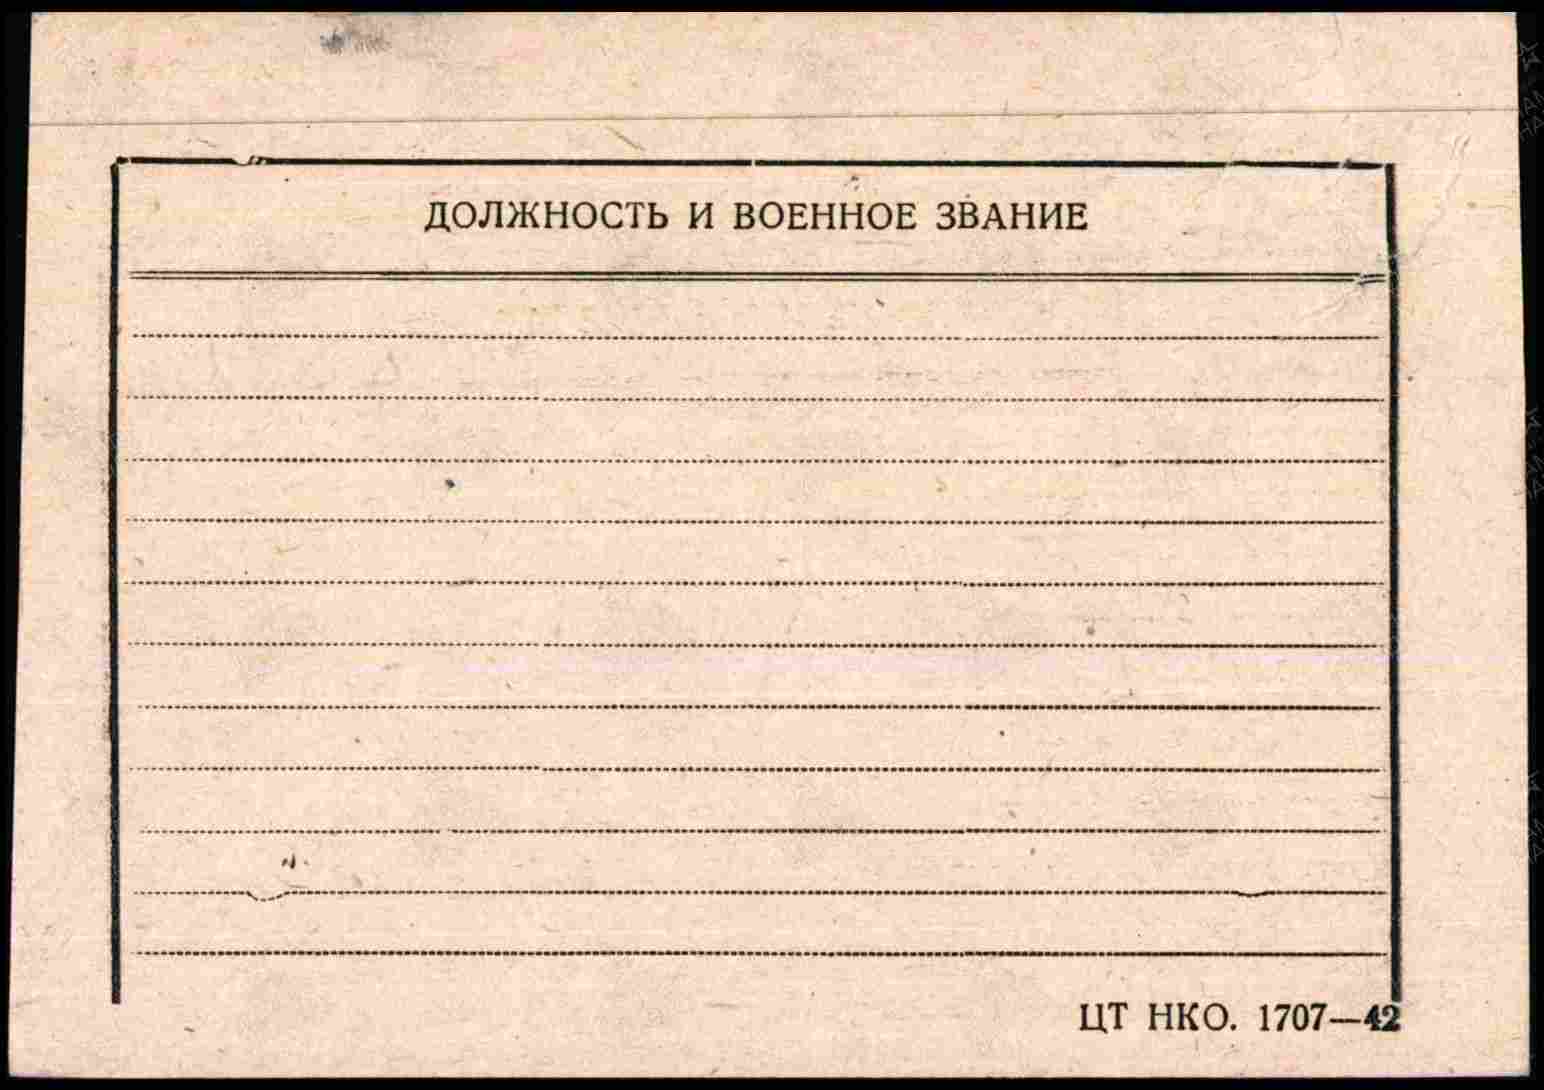 ДОЛЖНОСТЬ И ВОЕННОЕ ЗВАНИЕ
ЦТ НКО. 1707—42